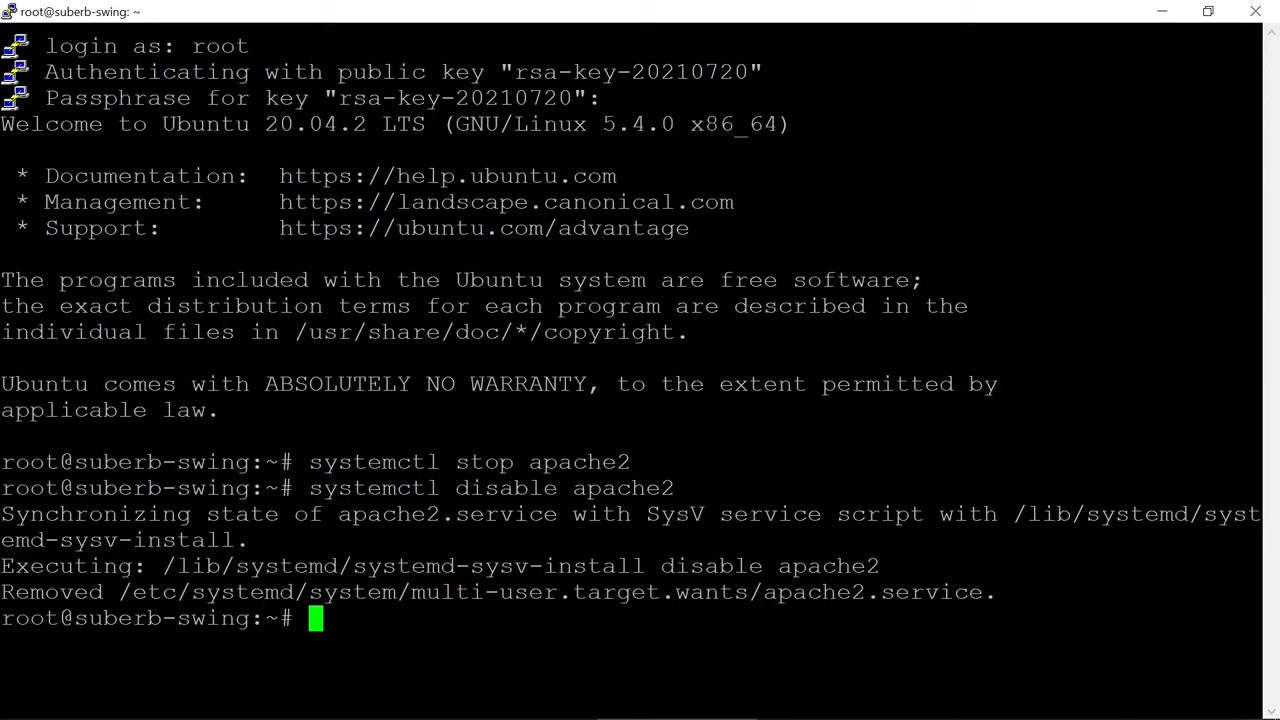 root@suberb-swing: ~
login as: root
Authenticating with public key "rsa-key-20210720"
Passphrase for key "rsa-key-20210720":
Welcome to Ubuntu 20.04.2 LTS (GNU/Linux 5.4.0 x86_64)
* Documentation:  https://help.ubuntu.com
* Management:     https://landscape.canonical.com
* Support:        https://ubuntu.com/advantage
The programs included with the Ubuntu system are free software;
the exact distribution terms for each program are described in the
individual files in /usr/share/doc/*/copyright.
Ubuntu comes with ABSOLUTELY NO WARRANTY, to the extent permitted by
applicable law.
root@suberb-swing:~# systemctl stop apache2
root@suberb-swing:~# systemctl disable apache2
Synchronizing state of apache2.service with SysV service script with /lib/systemd/syst
emd-sysv-install.
Executing: /lib/systemd/systemd-sysv-install disable apache2
Removed /etc/systemd/system/multi-user.target.wants/apache2.service.
root@suberb-swing:~#